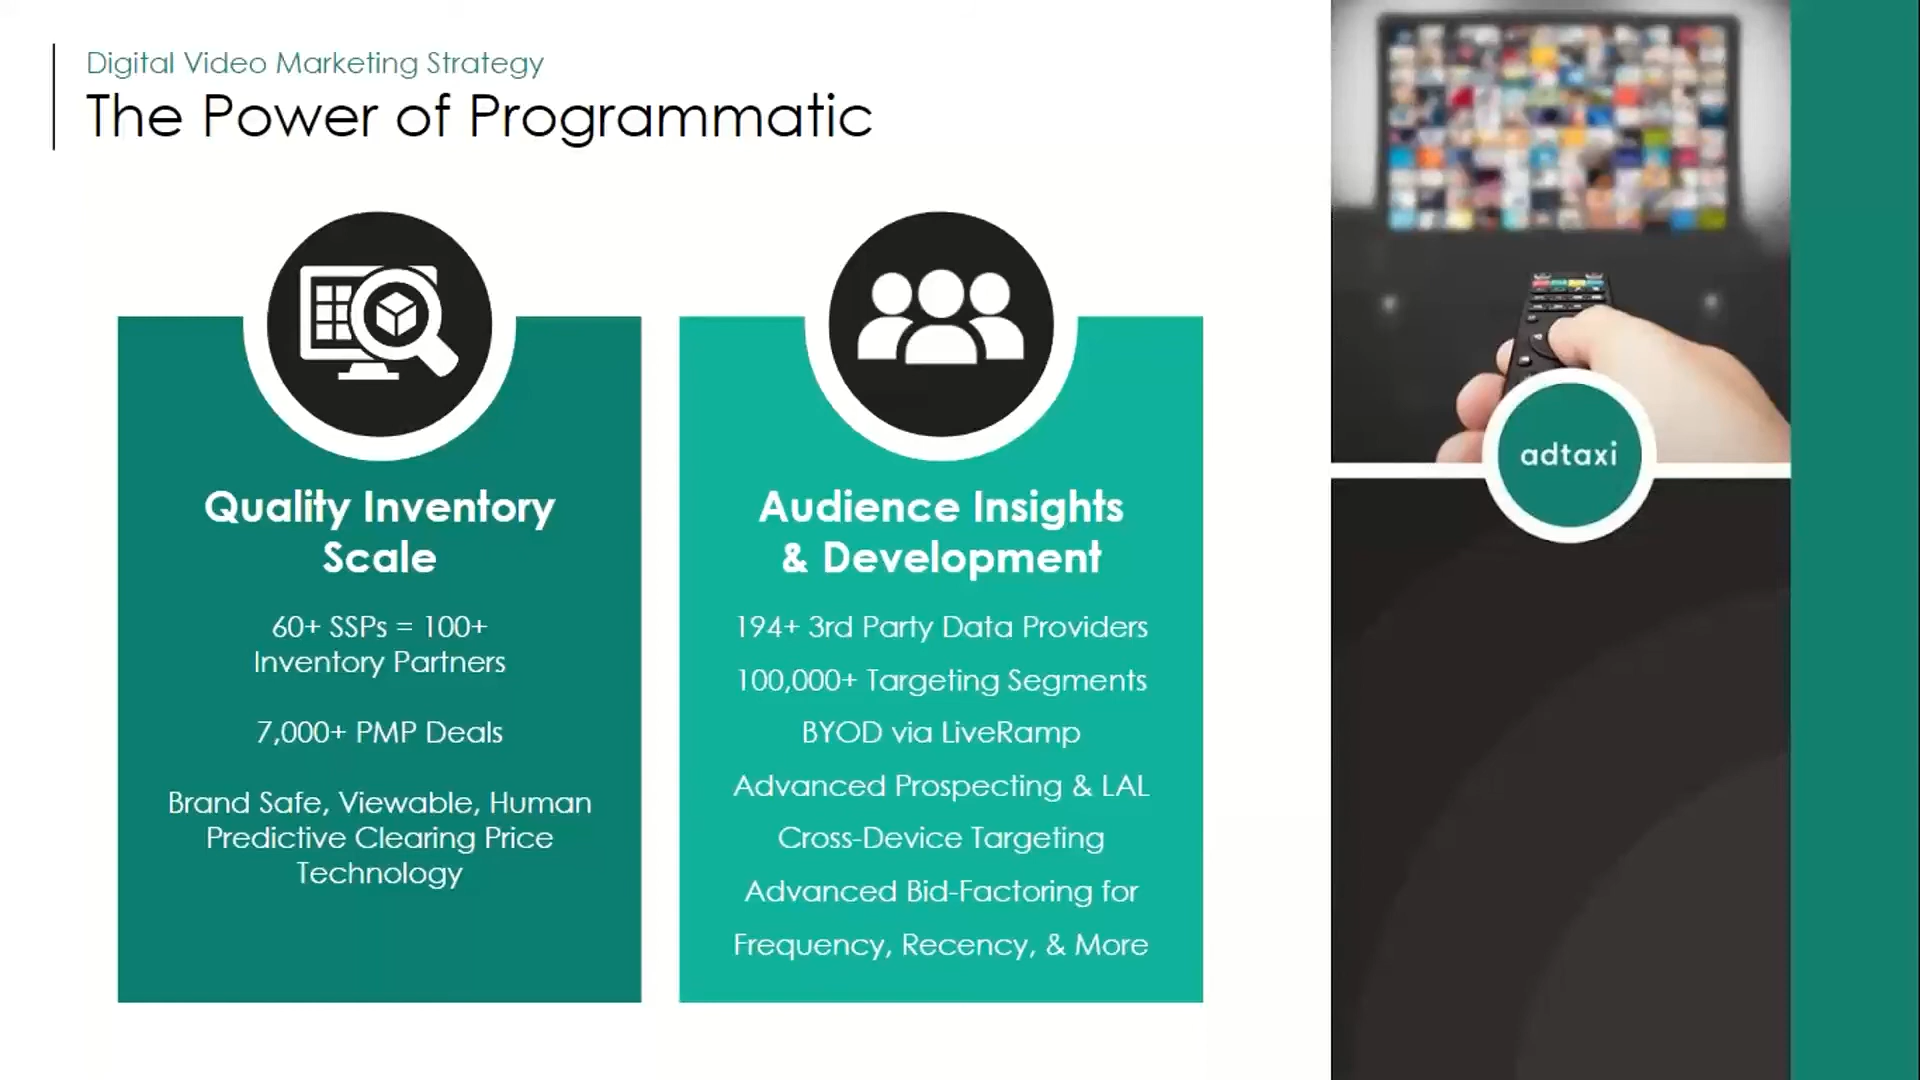 Digital Video Marketing Strategy
The Power of Programmatic
Quality Inventory
Scale
60+ SSPs = 100+
Inventory Partners
7,000+ PMP Deals
Brand Safe, Viewable, Human
Predictive Clearing Price
Technology
Audience Insights
& Development
194+ 3rd Party Data Providers
100,000+ Targeting Segments
BYOD via LiveRamp
Advanced Prospecting & LAL
Cross-Device Targeting
Advanced Bid-Factoring for
Frequency, Recency, & More
adtaxi